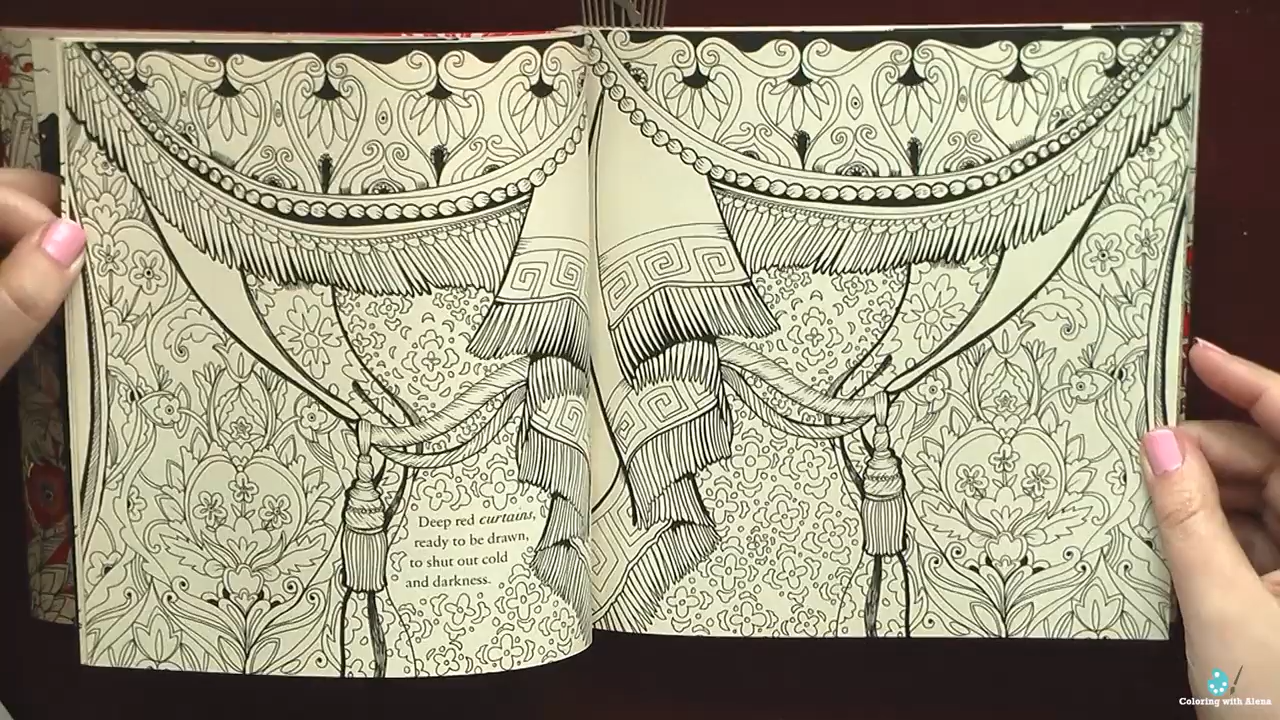 Deep red curtains,
ready to be drawn,
to shut out cold
and darkness.
Coloring with Alena